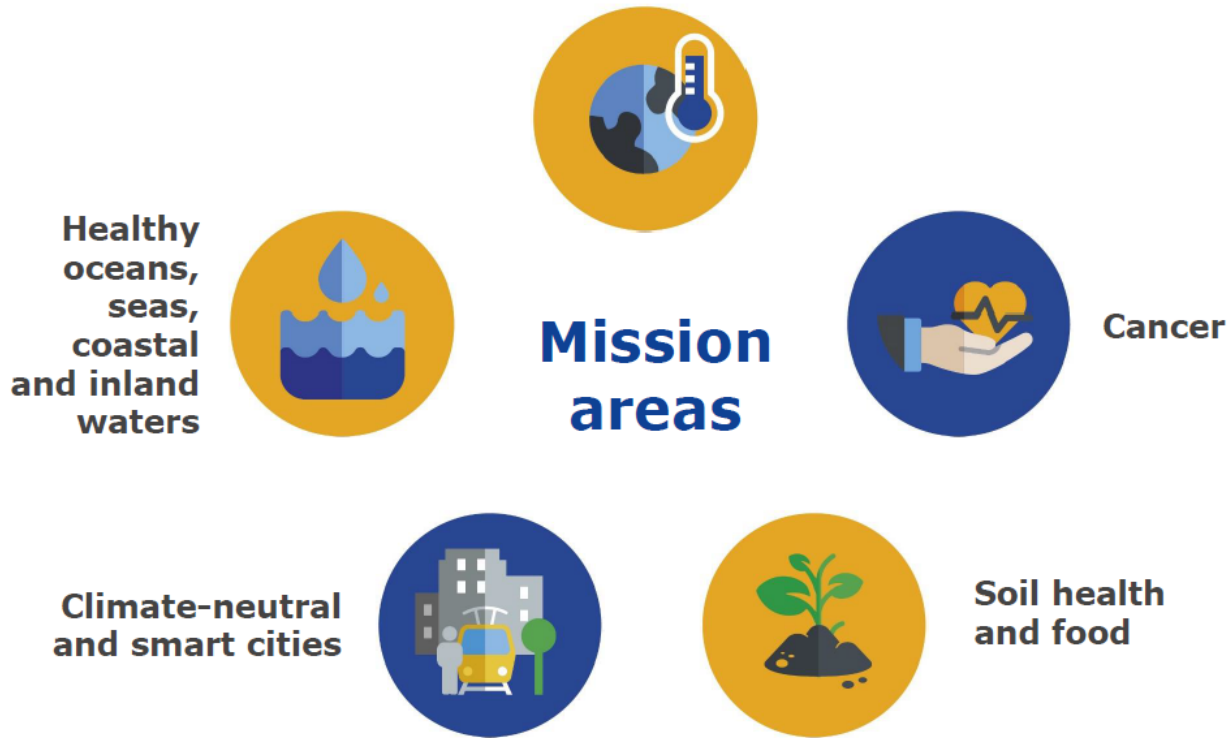 Healthy
oceans,
seas,
coastal
and inland
waters
Mission
areas
Cancer
Climate-neutral
and smart cities
Soil health
and food